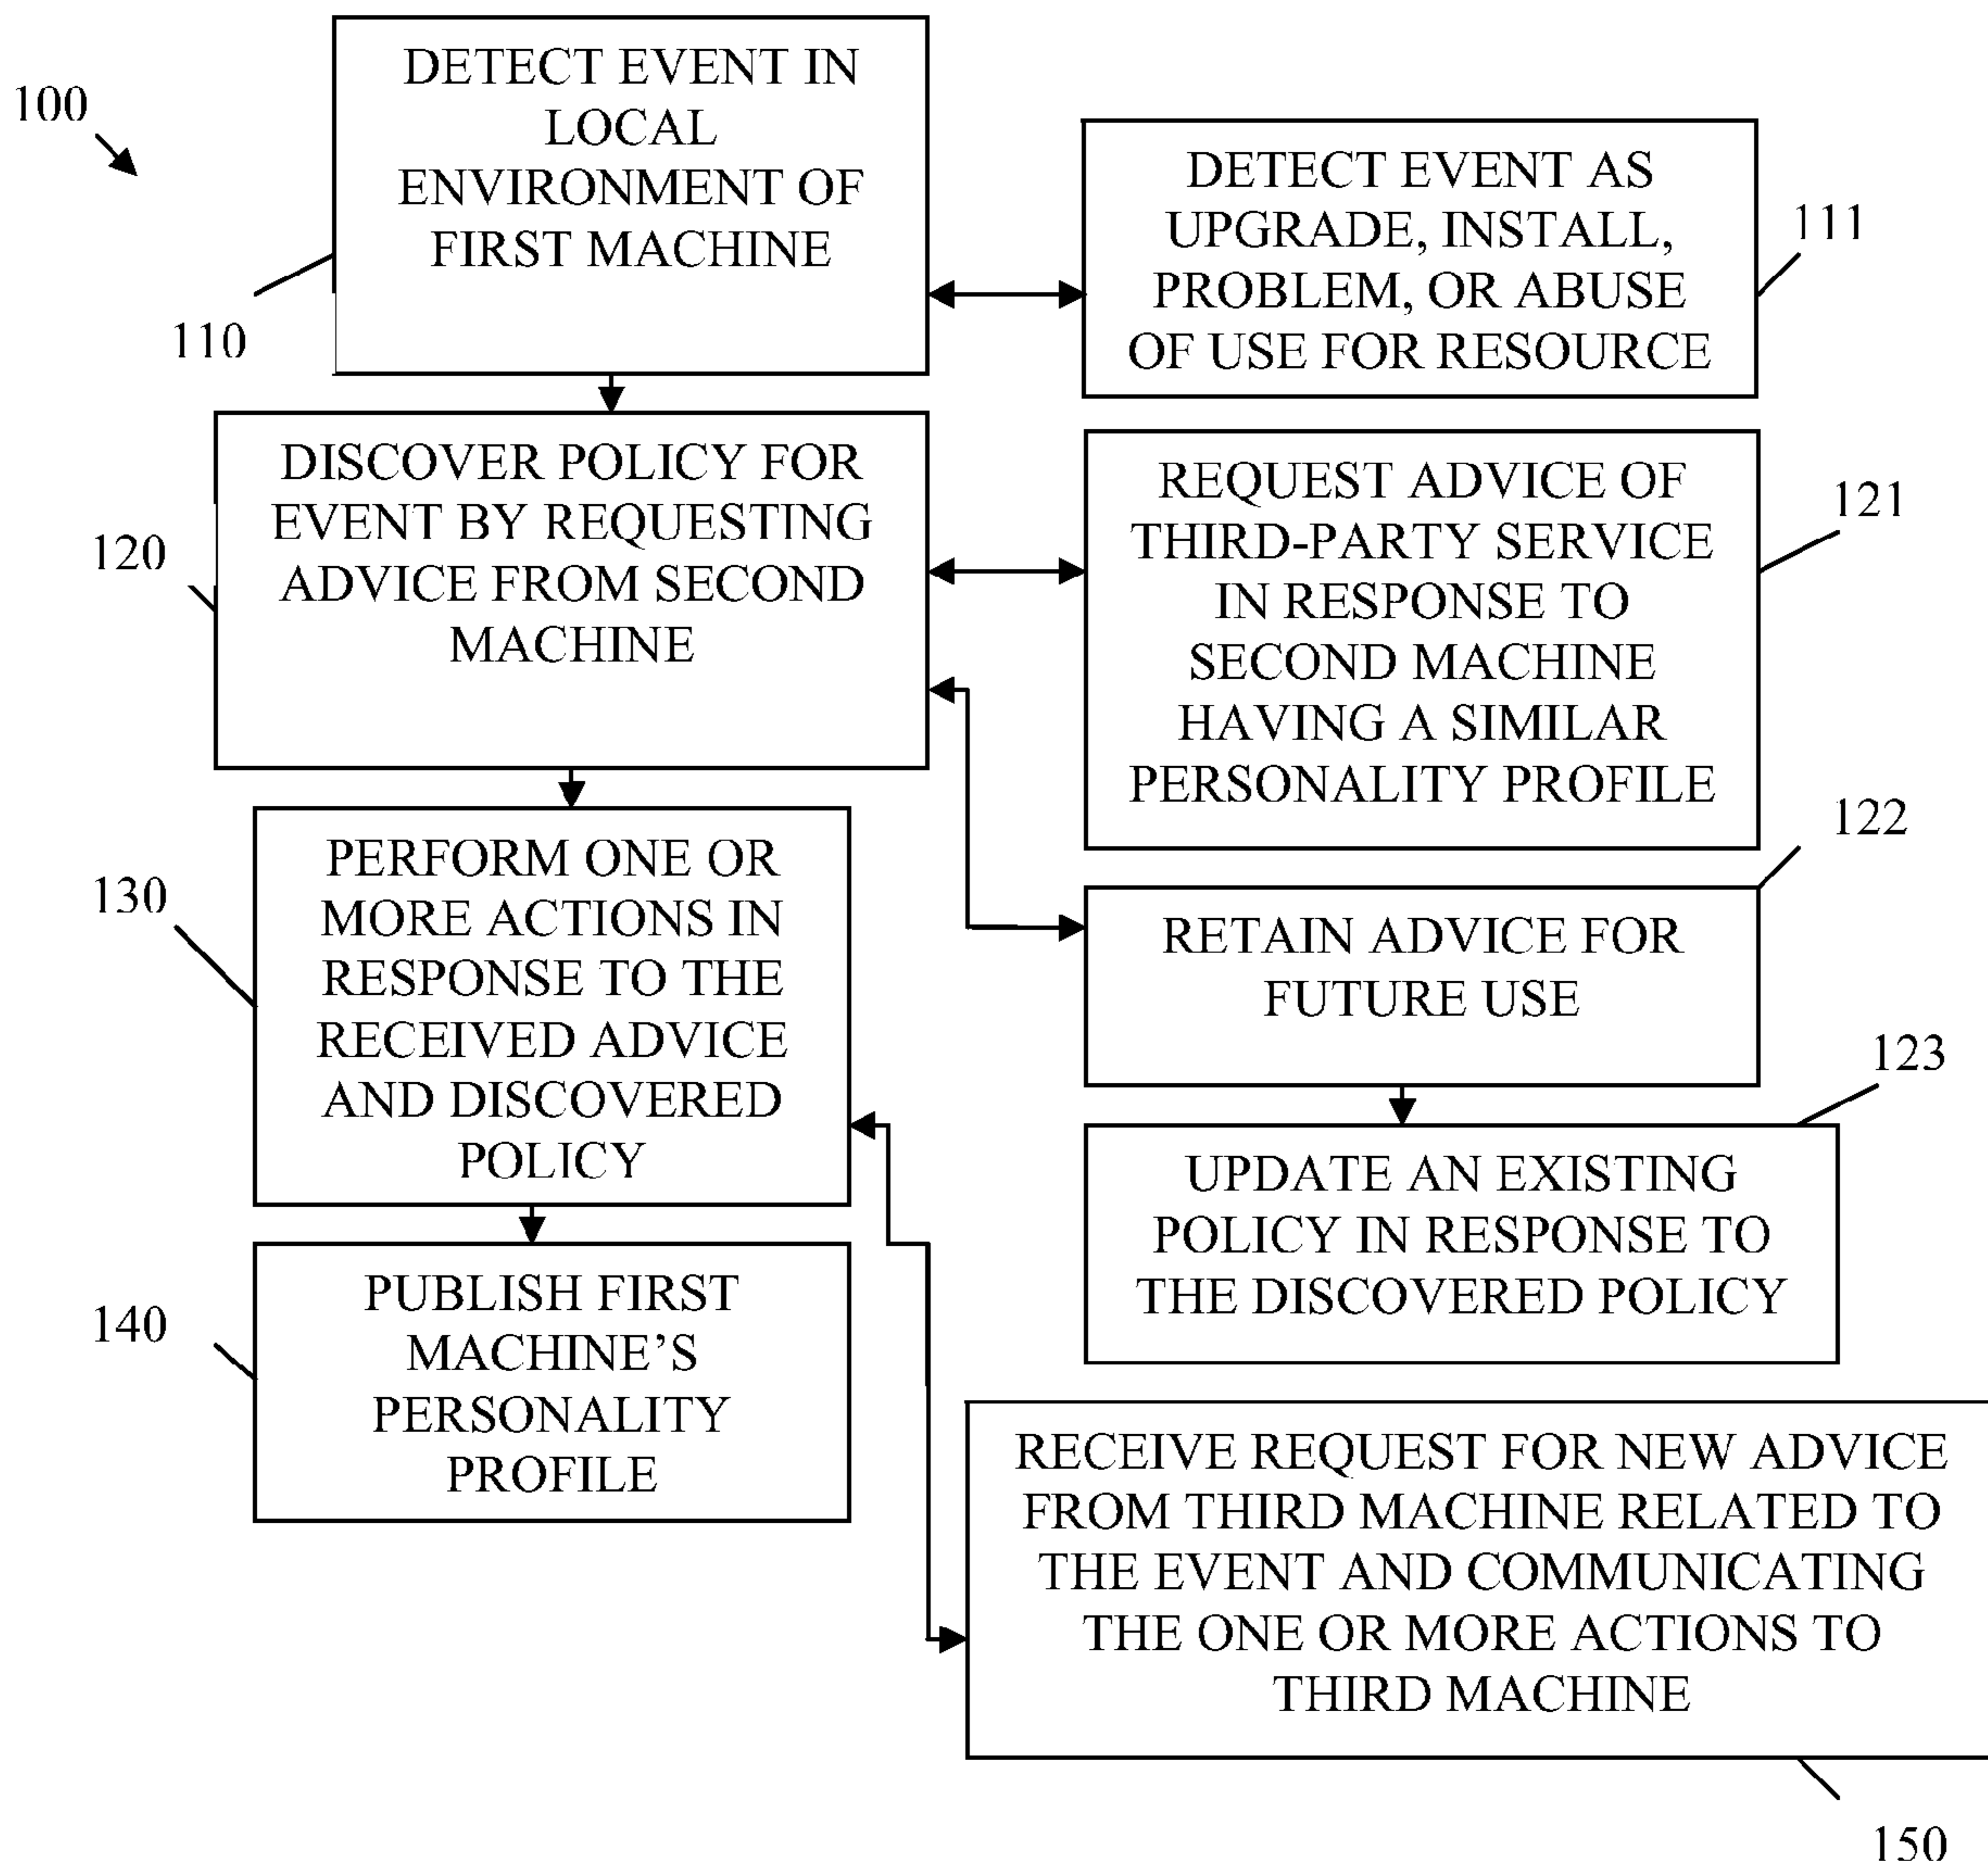 100
DETECT EVENT IN
LOCAL
ENVIRONMENT OF
FIRST MACHINE
110
DETECT EVENT AS
UPGRADE, INSTALL,
PROBLEM, OR ABUSE
OF USE FOR RESOURCE
111
DISCOVER POLICY FOR
EVENT BY REQUESTING
ADVICE FROM SECOND
MACHINE
120
REQUEST ADVICE OF
THIRD-PARTY SERVICE
IN RESPONSE TO
SECOND MACHINE
HAVING A SIMILAR
PERSONALITY PROFILE
121
122
RETAIN ADVICE FOR
FUTURE USE
130
PERFORM ONE OR
MORE ACTIONS IN
RESPONSE TO THE
RECEIVED ADVICE
AND DISCOVERED
POLICY
123
UPDATE AN EXISTING
POLICY IN RESPONSE TO
THE DISCOVERED POLICY
140
PUBLISH FIRST
MACHINE’S
PERSONALITY
PROFILE
RECEIVE REQUEST FOR NEW ADVICE
FROM THIRD MACHINE RELATED TO
THE EVENT AND COMMUNICATING
THE ONE OR MORE ACTIONS TO
THIRD MACHINE
150